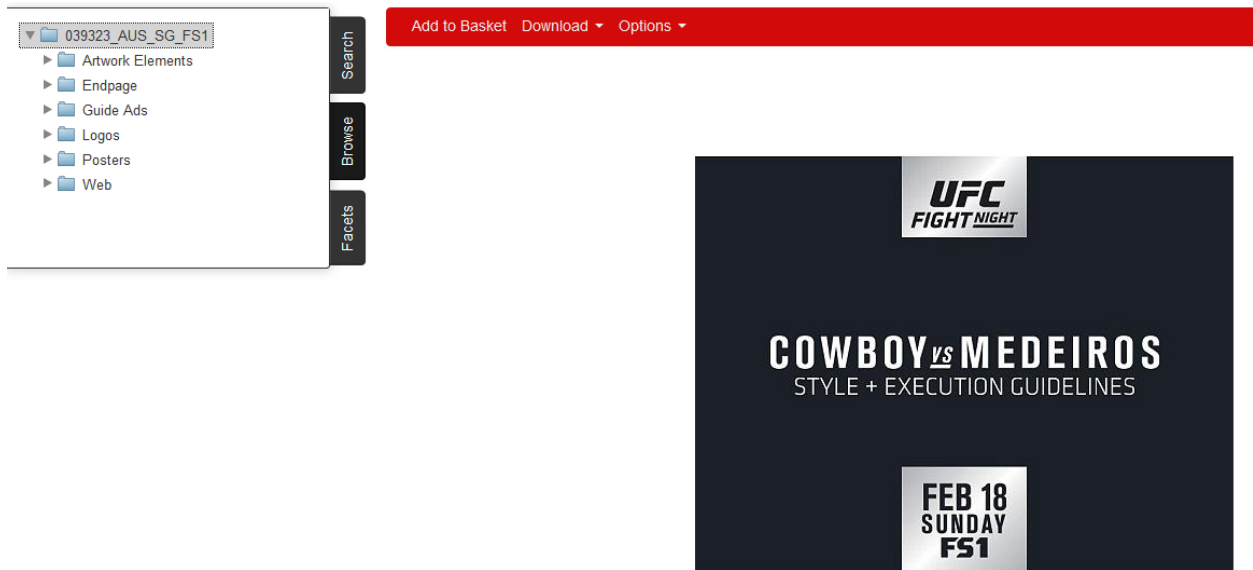 039323_AUS_SG_FS1
Artwork Elements
Endpage
Guide Ads
Logos
Posters
Web
Search
Browse
Facets
Add to Basket Download Options
UFC
FIGHT NIGHT
COWBOY vs MEDEIROS
STYLE + EXECUTION GUIDELINES
FEB 18
SUNDAY
FS1